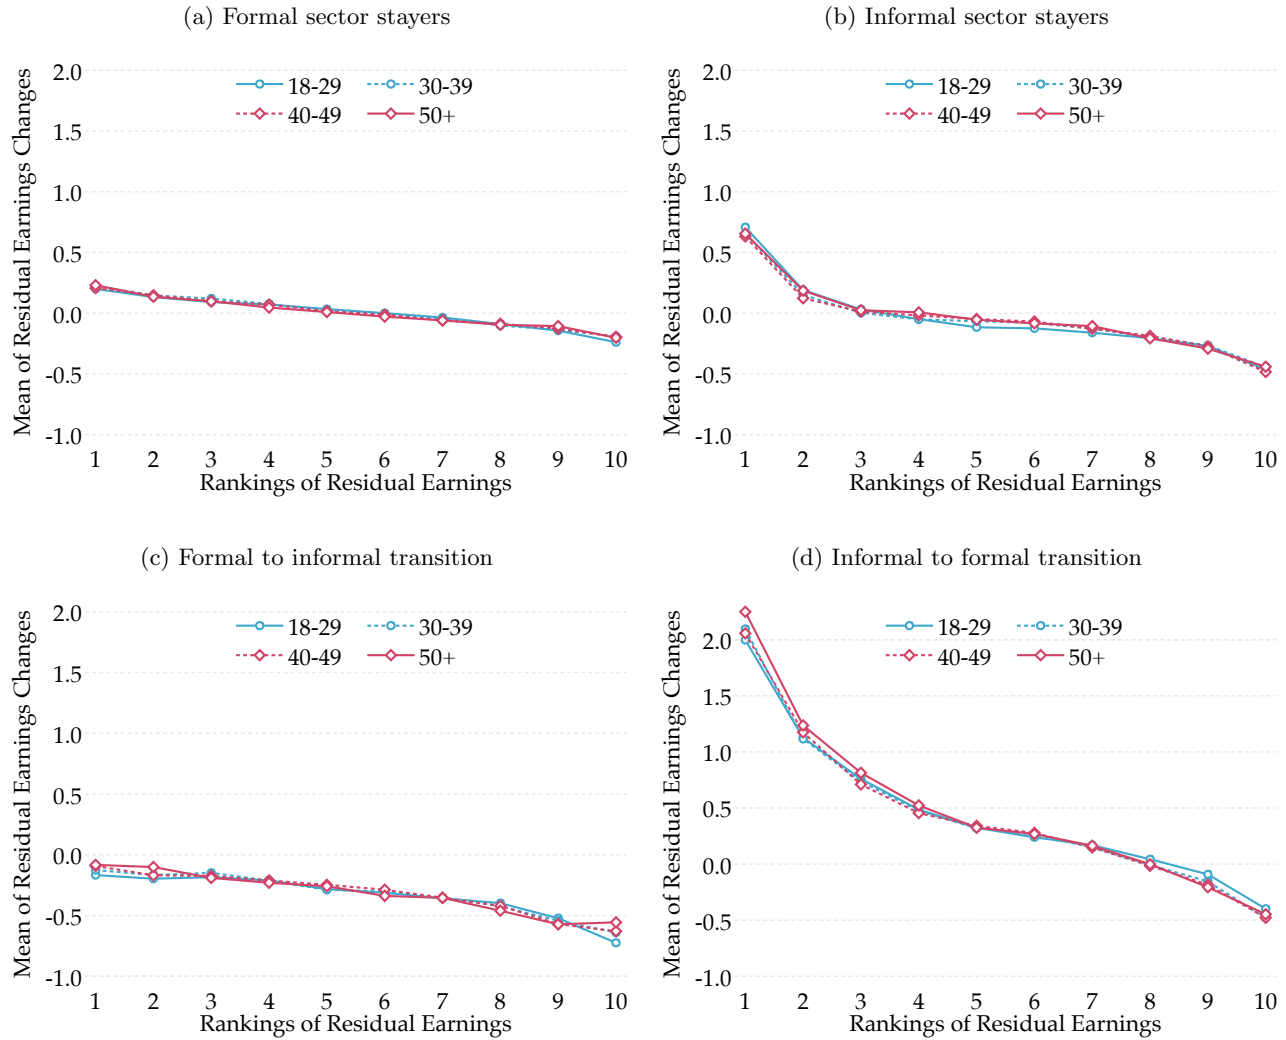 (a) Formal sector stayers
Mean of Residual Earnings Changes
2.0
1.5
1.0
0.5
0.0
-0.5
-1.0
18-29 30-39
40-49 50+
1 2 3 4 5 6 7 8 9 10
Rankings of Residual Earnings
(b) Informal sector stayers
Mean of Residual Earnings Changes
2.0
1.5
1.0
0.5
0.0
-0.5
-1.0
18-29 30-39
40-49 50+
1 2 3 4 5 6 7 8 9 10
Rankings of Residual Earnings
(c) Formal to informal transition
Mean of Residual Earnings Changes
2.0
1.5
1.0
0.5
0.0
-0.5
-1.0
18-29 30-39
40-49 50+
1 2 3 4 5 6 7 8 9 10
Rankings of Residual Earnings
(d) Informal to formal transition
Mean of Residual Earnings Changes
2.0
1.5
1.0
0.5
0.0
-0.5
-1.0
18-29 30-39
40-49 50+
1 2 3 4 5 6 7 8 9 10
Rankings of Residual Earnings